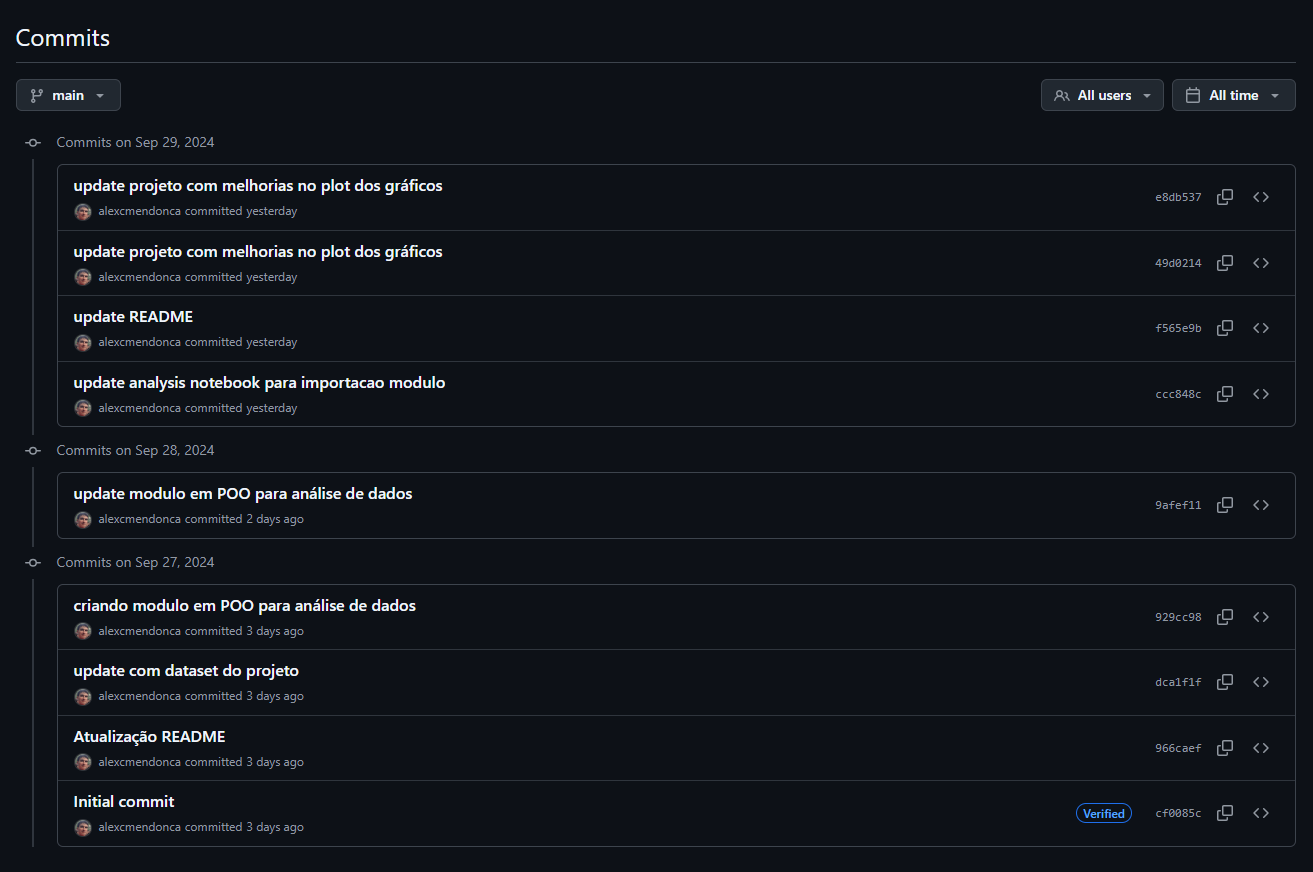 Commits
main
All users
All time
Commits on Sep 29, 2024
update projeto com melhorias no plot dos gráficos
e8db537
alexcmendonca committed yesterday
update projeto com melhorias no plot dos gráficos
49d0214
alexcmendonca committed yesterday
update README
f565e9b
alexcmendonca committed yesterday
update analysis notebook para importacao modulo
ccc848c
alexcmendonca committed yesterday
Commits on Sep 28, 2024
update modulo em POO para análise de dados
9afef11
alexcmendonca committed 2 days ago
Commits on Sep 27, 2024
criando modulo em POO para análise de dados
929cc98
alexcmendonca committed 3 days ago
update com dataset do projeto
dca1f1f
alexcmendonca committed 3 days ago
Atualização README
966caef
alexcmendonca committed 3 days ago
Initial commit
Verified
cf0085c
alexcmendonca committed 3 days ago